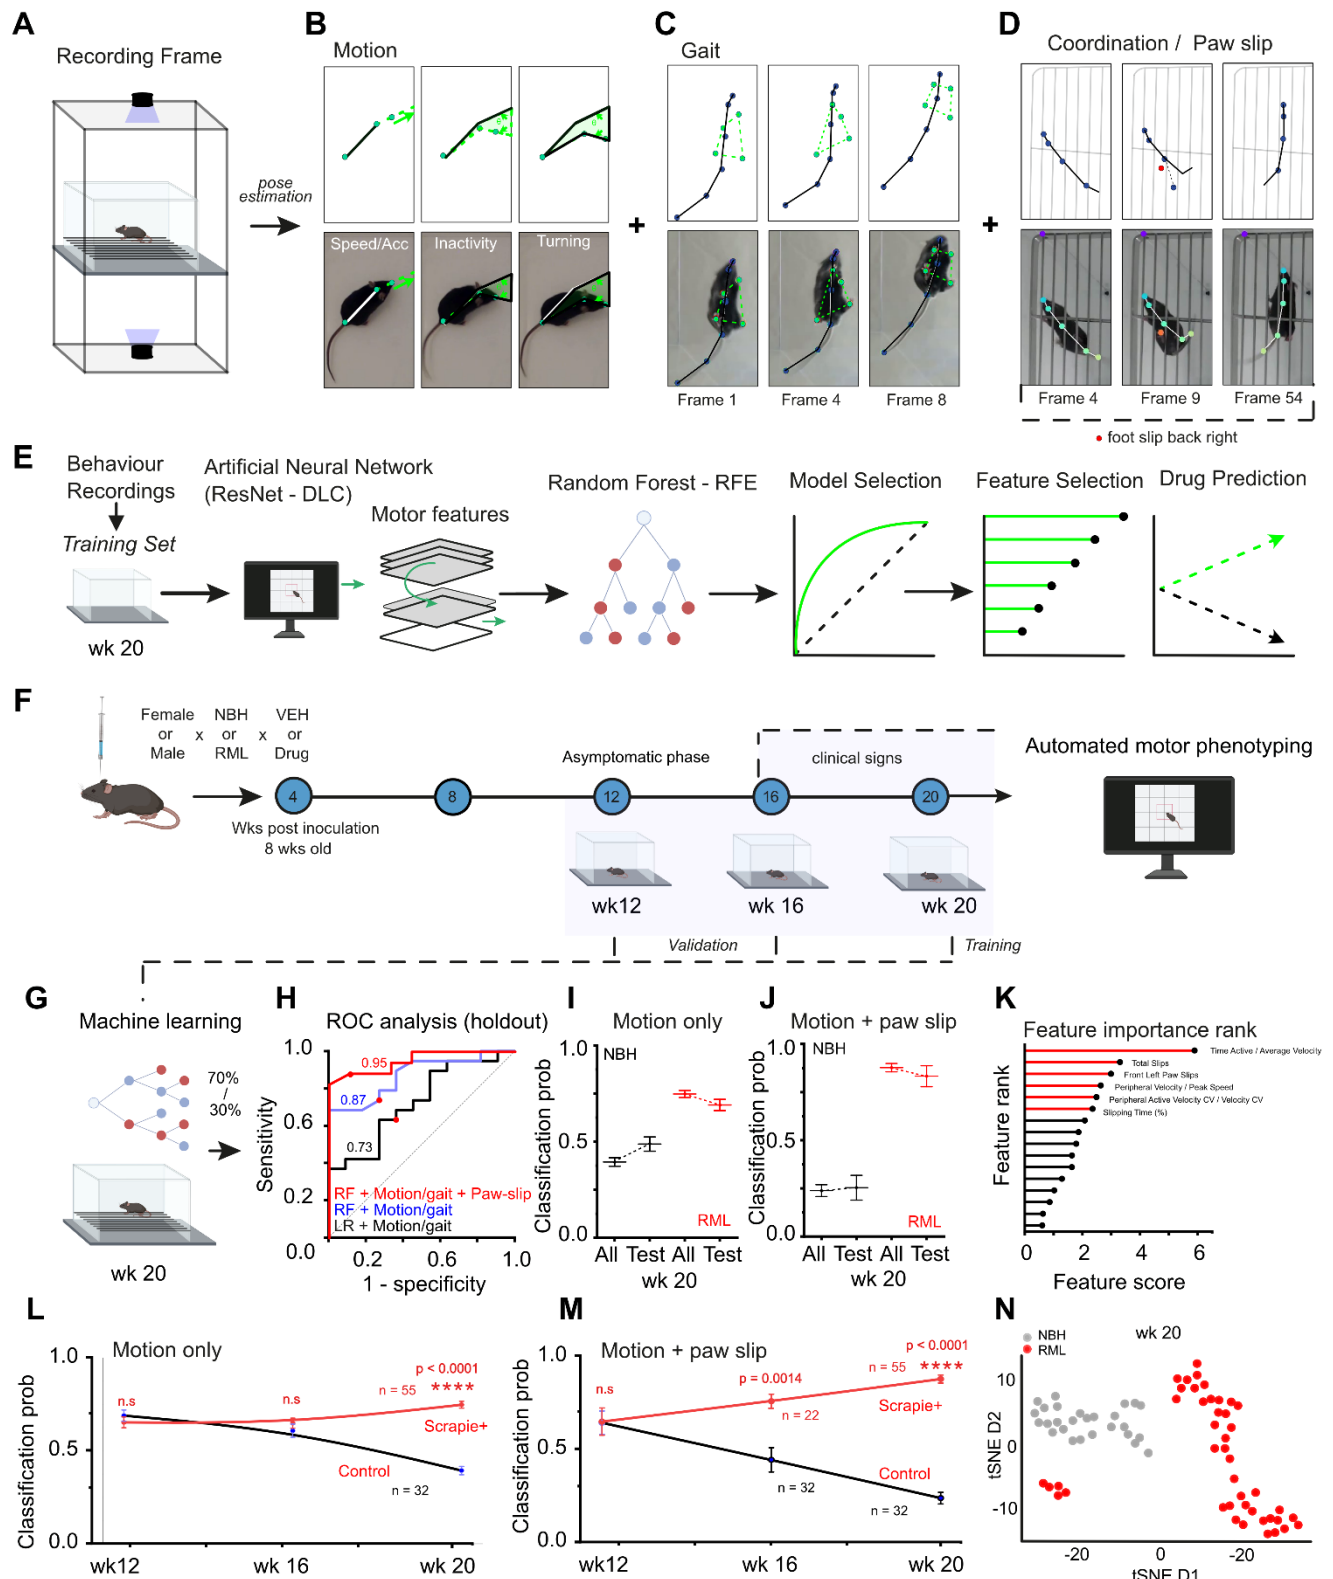 A
Recording Frame
pose
estimation
B
Motion
Speed/Acc
Inactivity
Turning
+
C
Gait
Frame 1
Frame 4
Frame 8
+
D
Coordination / Paw slip
Frame 4
Frame 9
Frame 54
foot slip back right
E
Behaviour
Recordings
Training Set
wk 20
Artificial Neural Network
(ResNet - DLC)
Motor features
Random Forest - RFE
Model Selection
Feature Selection
Drug Prediction
F
Female
or
Male
x
NBH
or
RML
x
VEH
or
Drug
4
8
12
16
20
Wks post inoculation
8 wks old
Asymptomatic phase
clinical signs
wk12
wk 16
wk 20
Validation
Training
Automated motor phenotyping
G
Machine learning
70%
/
30%
wk 20
H
ROC analysis (holdout)
Sensitivity
1.0
0.6
0.2
0.0
0.95
0.87
0.73
RF + Motion/gait + Paw-slip
RF + Motion/gait
LR + Motion/gait
0.2
0.6
1.0
1 - specificity
I
Motion only
Classification prob
1.0
0.5
0.0
NBH
RML
All Test All Test
wk 20
J
Motion + paw slip
Classification prob
1.0
0.5
0.0
NBH
RML
All Test All Test
wk 20
K
Feature importance rank
Feature rank
Time Active / Average Velocity
Total Slips
Front Left Paw Slips
Peripheral Velocity / Peak Speed
Peripheral Active Velocity CV / Velocity CV
Slipping Time (%)
0 2 4 6
Feature score
L
Motion only
Classification prob
1.0
0.5
0.0
n.s
n.s
p < 0.0001
n = 55 ****
Scrapie+
Control
n = 32
wk12
wk 16
wk 20
M
Motion + paw slip
Classification prob
1.0
0.5
0.0
n.s
p = 0.0014
n = 22
p < 0.0001
n = 55 ****
Scrapie+
Control
n = 32
n = 32
wk12
wk 16
wk 20
N
NBH
RML
wk 20
tSNE D2
10
0
-10
-20
0
-20
tSNE D1